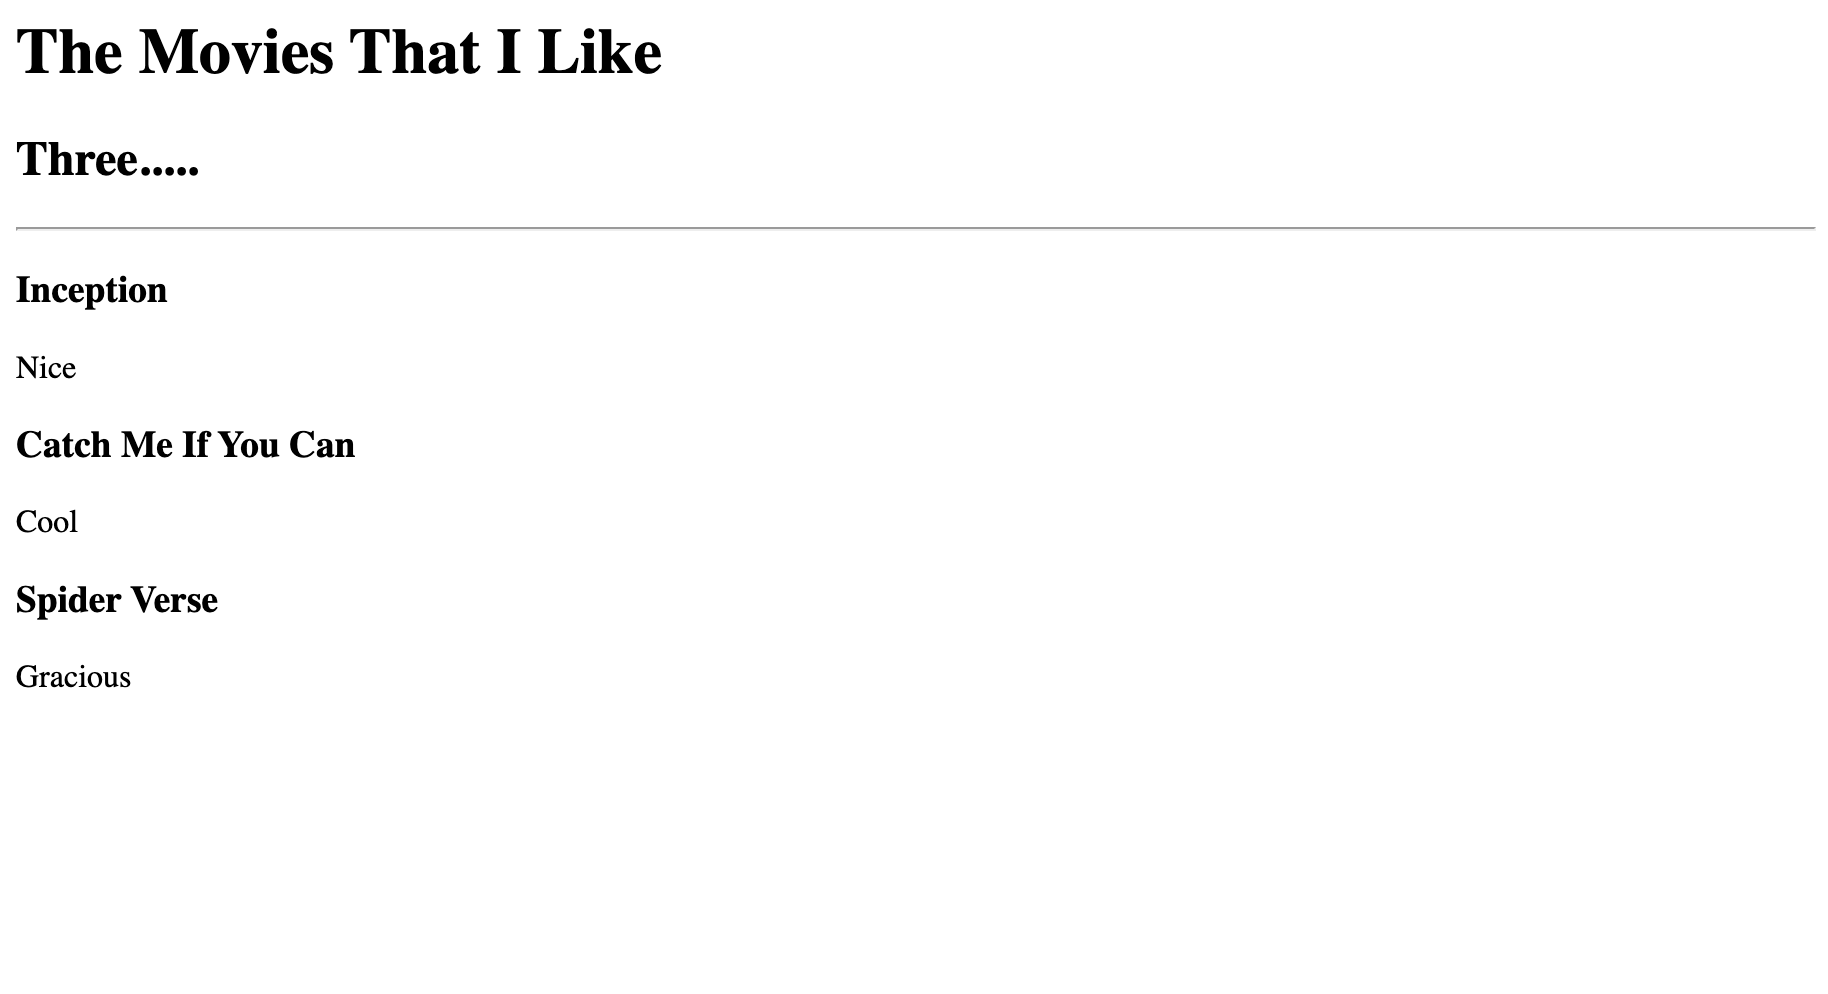 The Movies That I Like
Three.....
Inception
Nice
Catch Me If You Can
Cool
Spider Verse
Gracious